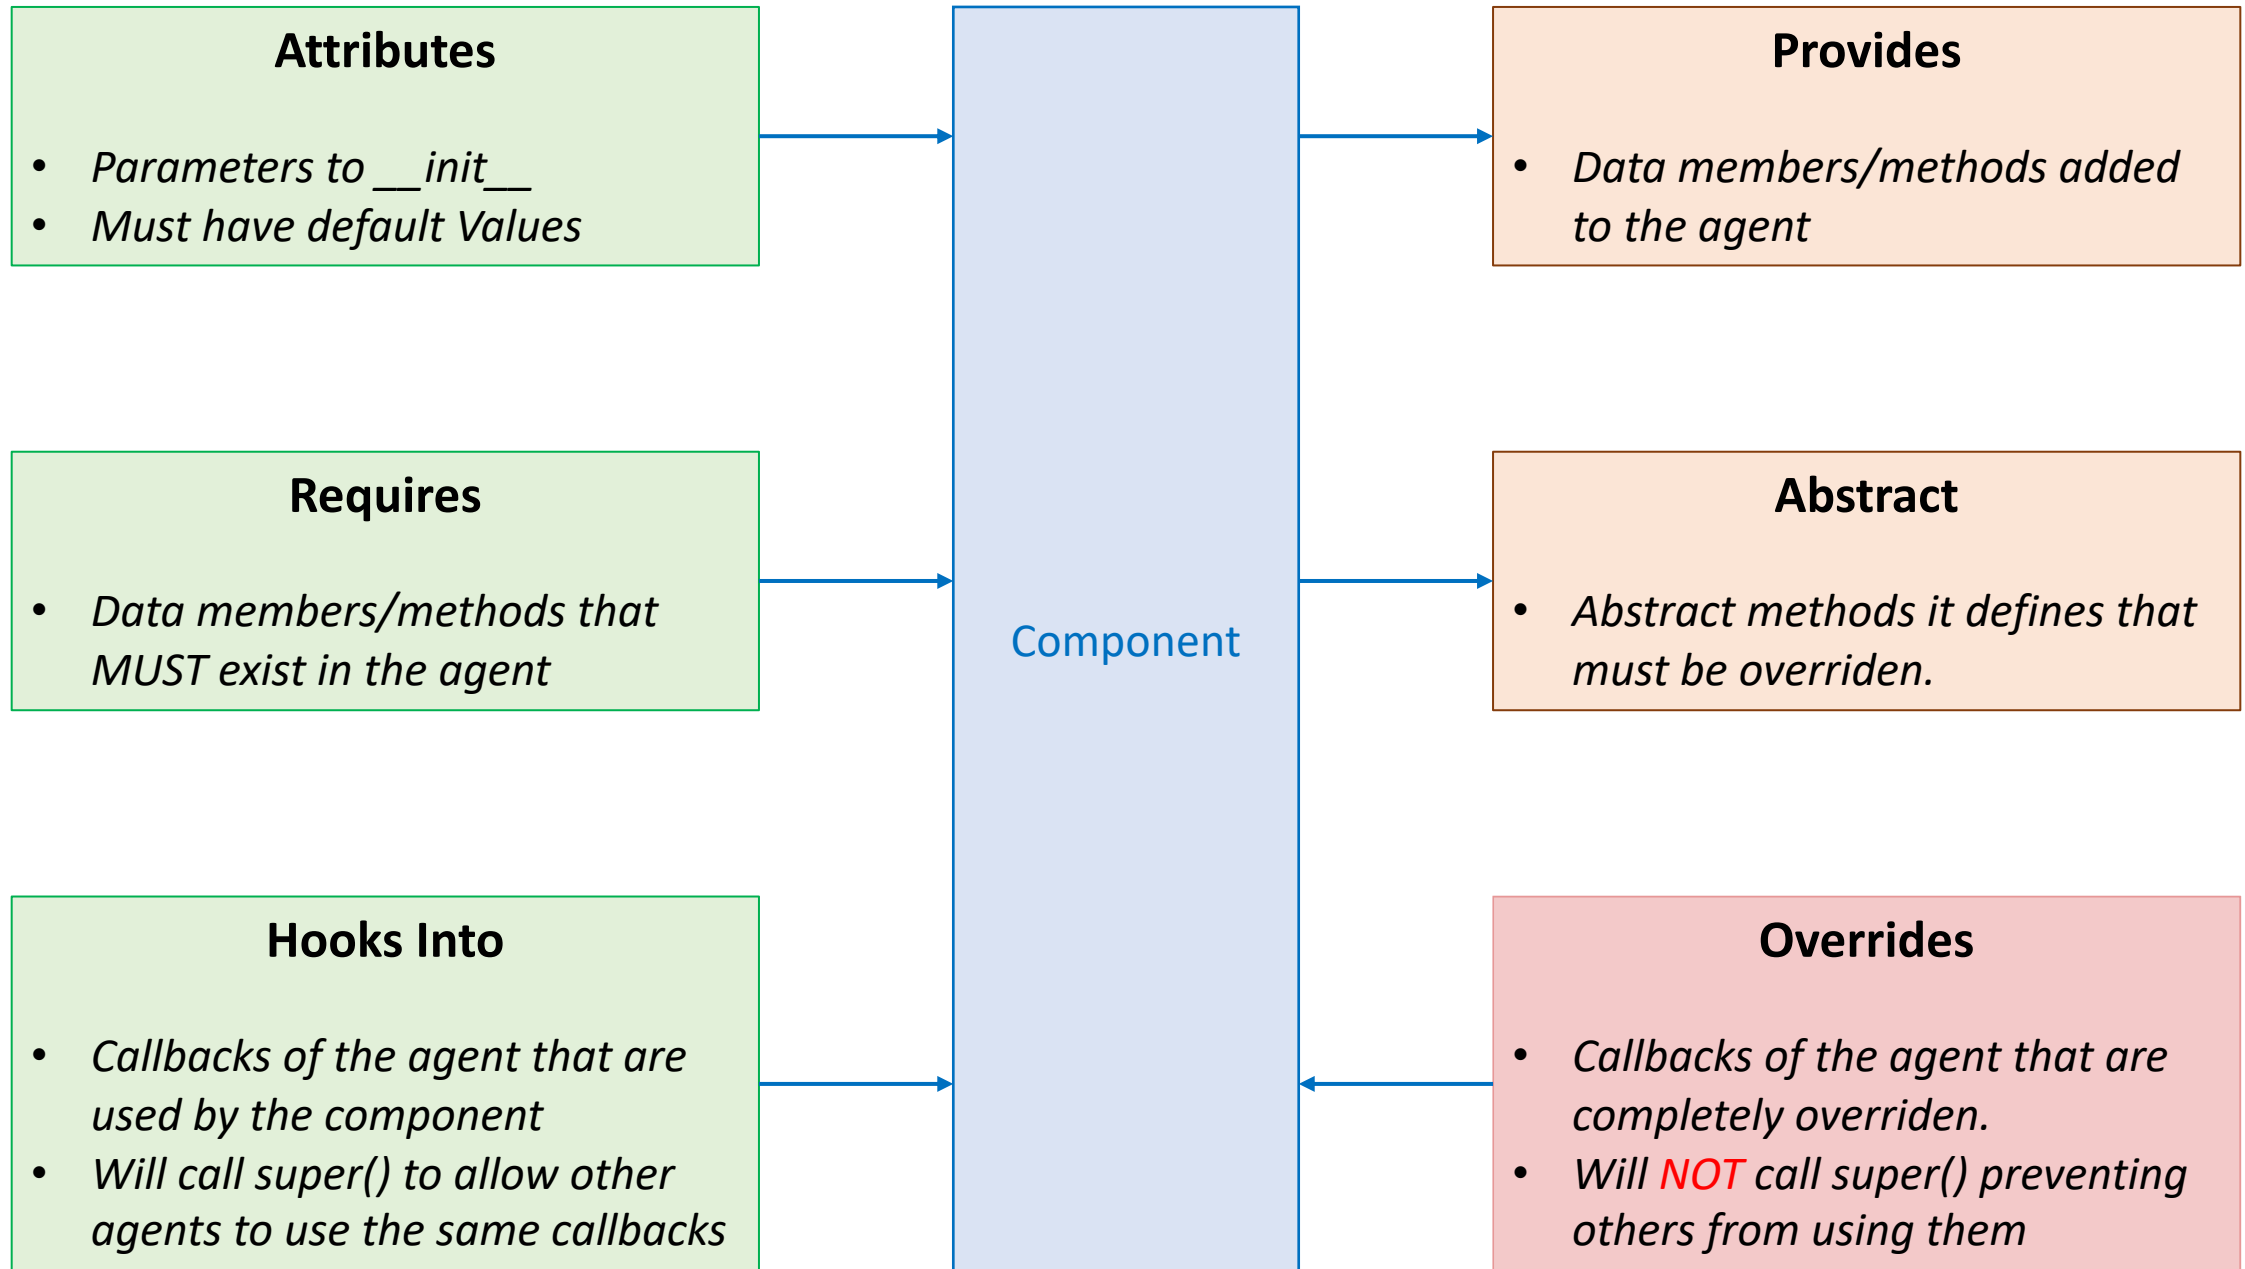 Attributes
• Parameters to __init__
• Must have default Values
Provides
• Data members/methods added
to the agent
Requires
• Data members/methods that
MUST exist in the agent
Component
Abstract
• Abstract methods it defines that
must be overriden.
Hooks Into
• Callbacks of the agent that are
used by the component
• Will call super() to allow other
agents to use the same callbacks
Overrides
• Callbacks of the agent that are
completely overriden.
• Will NOT call super() preventing
others from using them